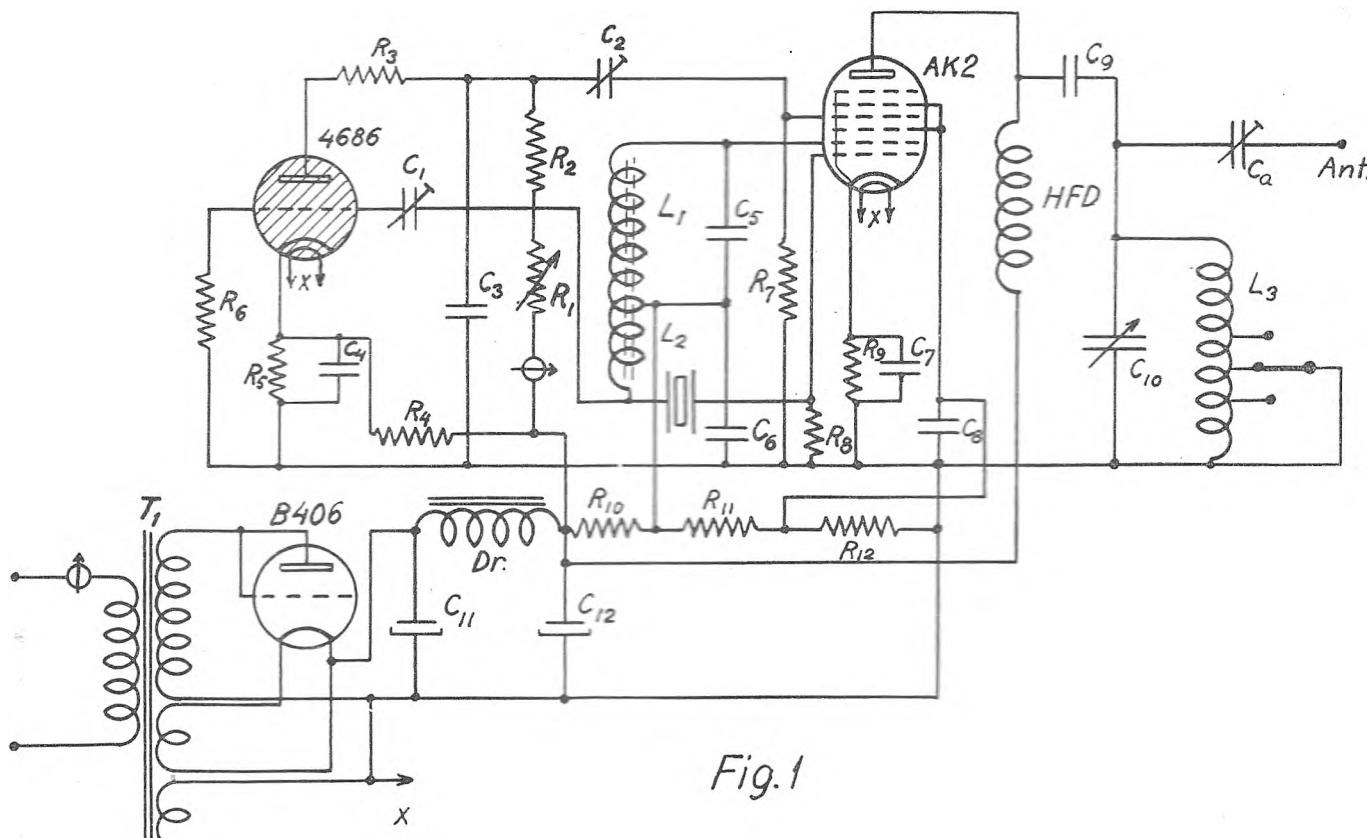 R3
C2
AK2
C9
4686
C1
R2
Ca
Ant.
L1
C5
HFD
X
X
R6
C3
R1
R7
L3
C4
R5
L2
R9
C7
C10
R4
C6
R8
C8
T1
B406
R10
R11
R12
Dr.
C11
C12
Fig.1
X